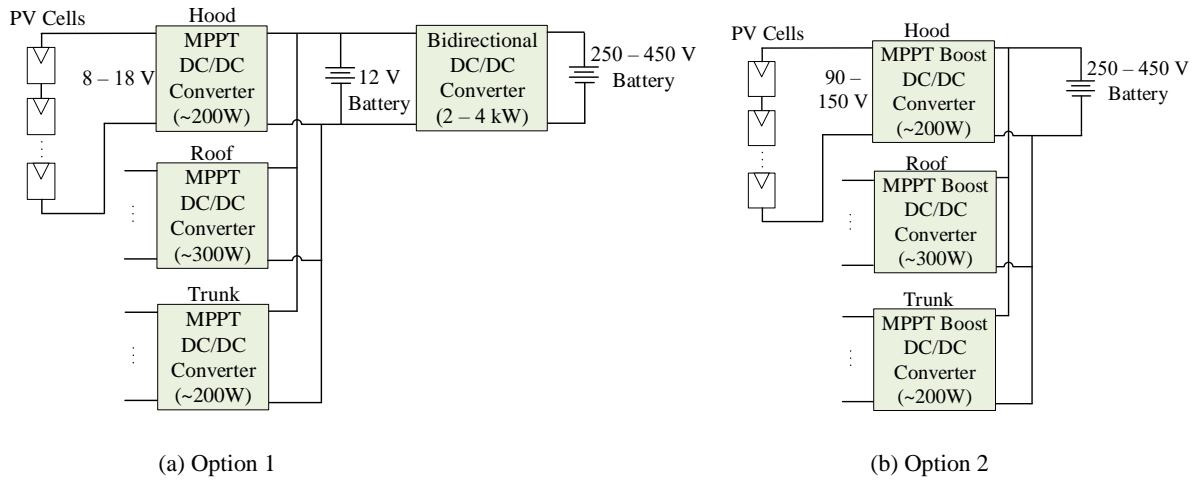 PV Cells
8 – 18 V
Hood
MPPT
DC/DC
Converter
(~200W)
12 V
Battery
Bidirectional
DC/DC
Converter
(2 – 4 kW)
250 – 450 V
Battery
Roof
MPPT
DC/DC
Converter
(~300W)
Trunk
MPPT
DC/DC
Converter
(~200W)
(a) Option 1
PV Cells
90 –
150 V
Hood
MPPT Boost
DC/DC
Converter
(~200W)
250 – 450 V
Battery
Roof
MPPT Boost
DC/DC
Converter
(~300W)
Trunk
MPPT Boost
DC/DC
Converter
(~200W)
(b) Option 2